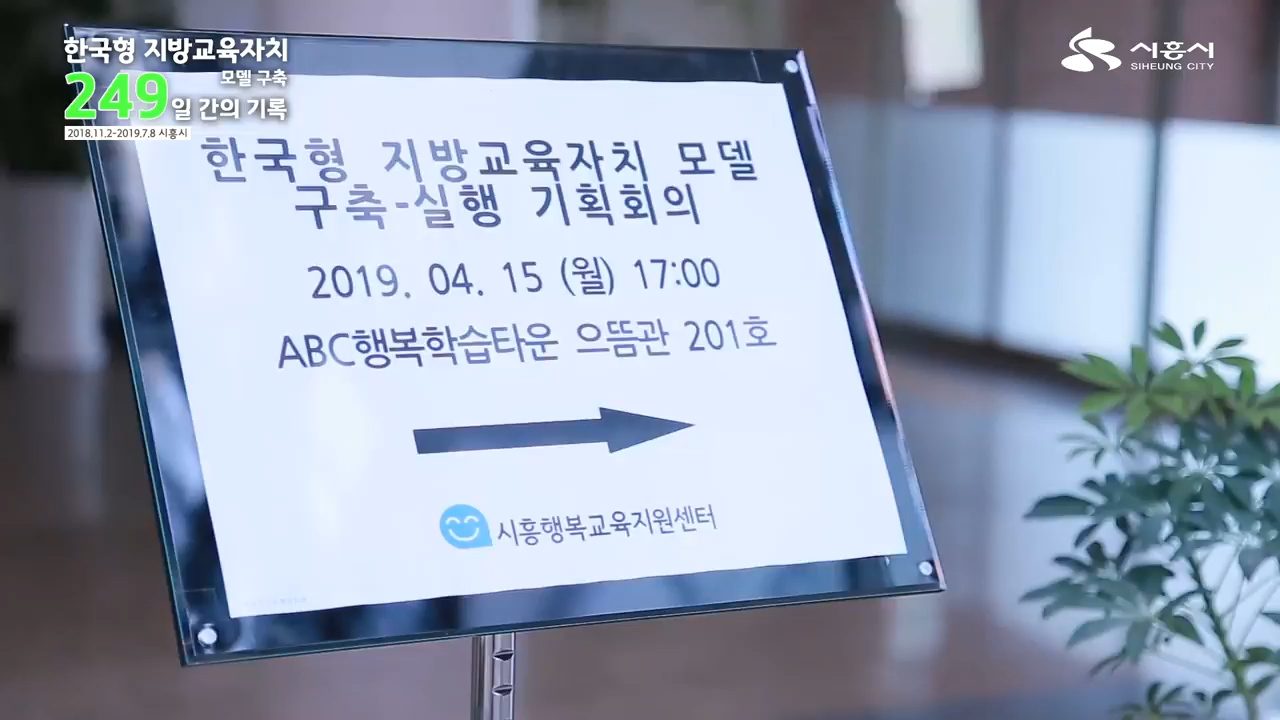 한국형 지방교육자치
모델 구축
249일 간의 기록
2018.11.2-2019.7.8 시흥시
시흥시
SIHEUNG CITY
한국형 지방교육자치 모델
구축-실행 기획회의
2019. 04. 15 (월) 17:00
ABC행복학습타운 으뜸관 201호
시흥행복교육지원센터